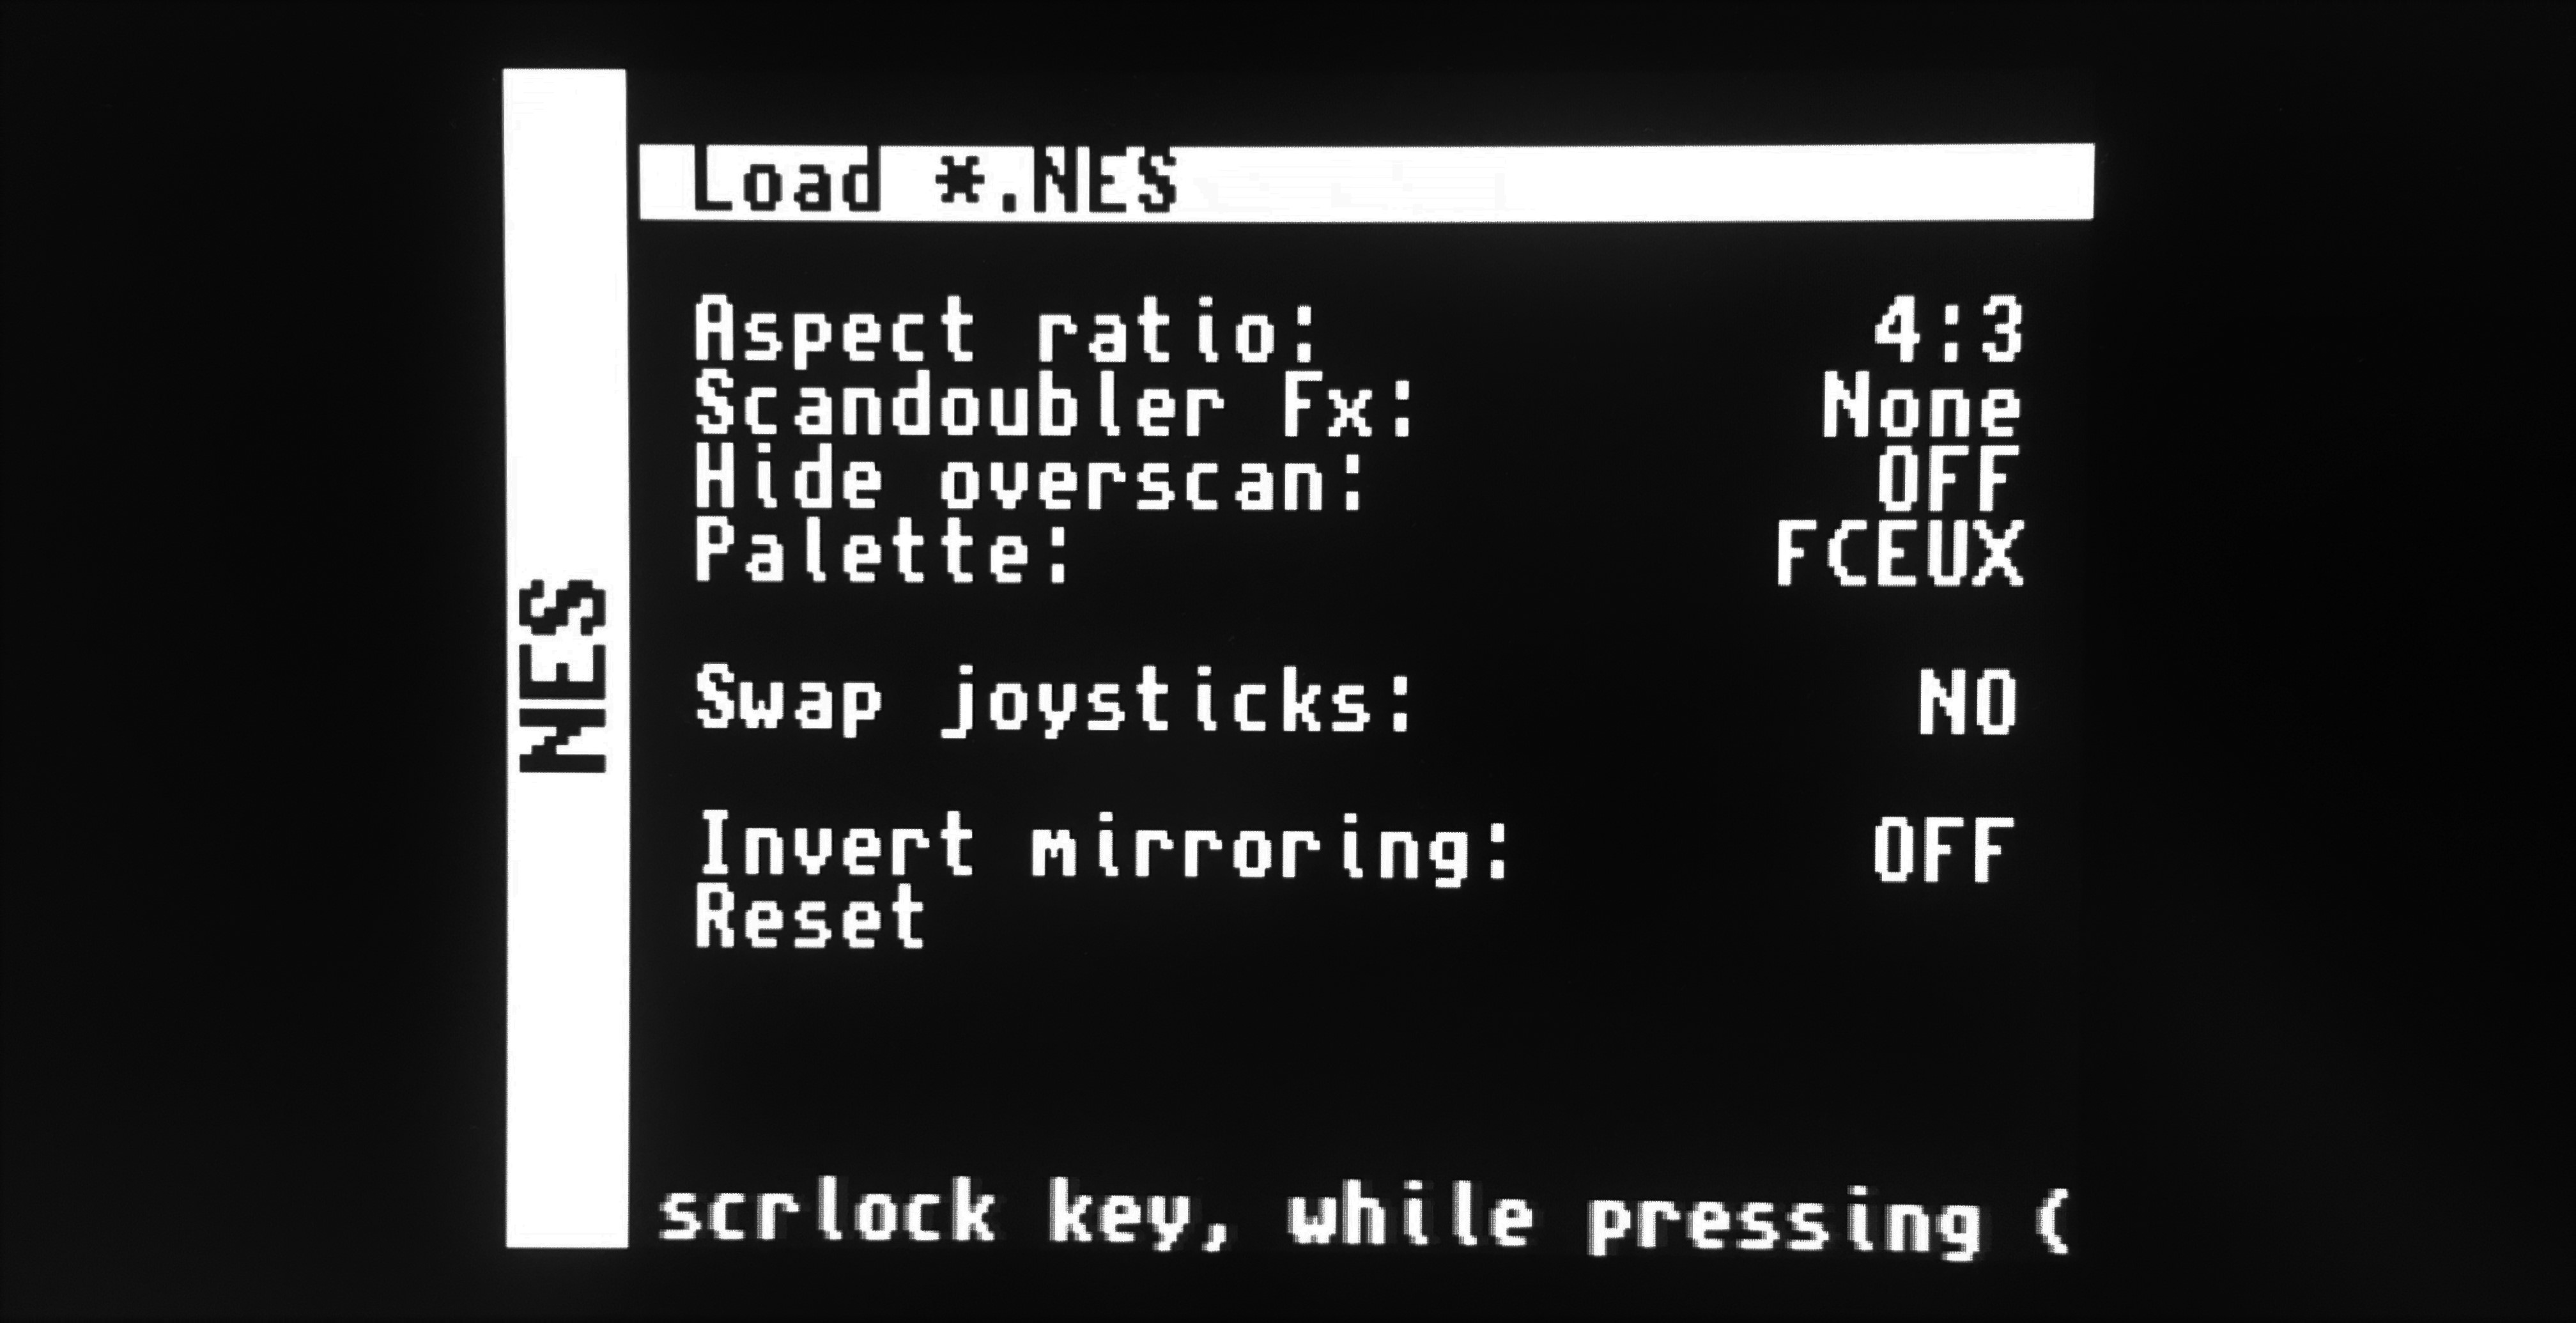 NES
Load *.NES
Aspect ratio: 4:3
Scandoubler Fx: None
Hide overscan: OFF
Palette: FCEUX
Swap joysticks: NO
Invert mirroring: OFF
Reset
scrlock key, while pressing (